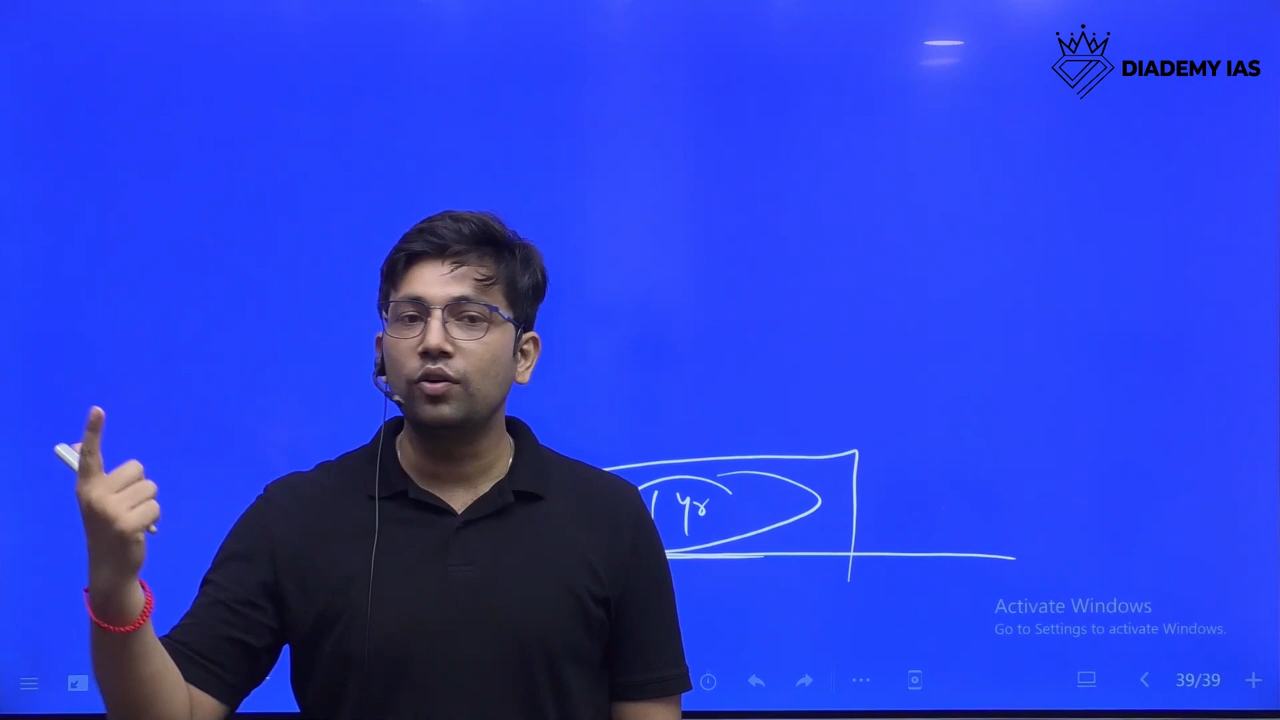 DIADEMY IAS
1 yr
Activate Windows
Go to Settings to activate Windows.
39/39